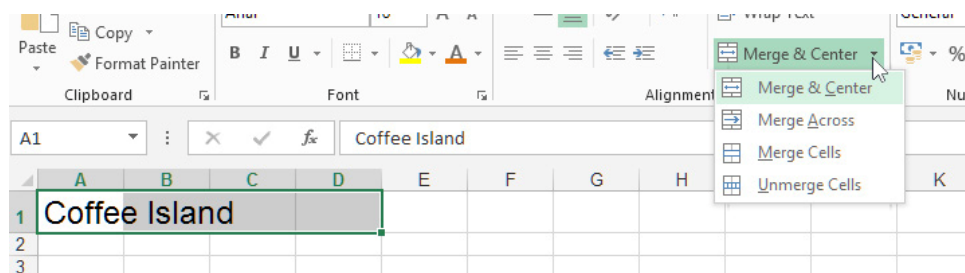 Copy
Wrap Text
General
Paste
Format Painter
B I U
A
Merge & Center
%
Clipboard
Font
Alignment
Merge & Center
Merge Across
Merge Cells
Unmerge Cells
A1
fx
Coffee Island
A B C D E F G H K
1 Coffee Island
2
3